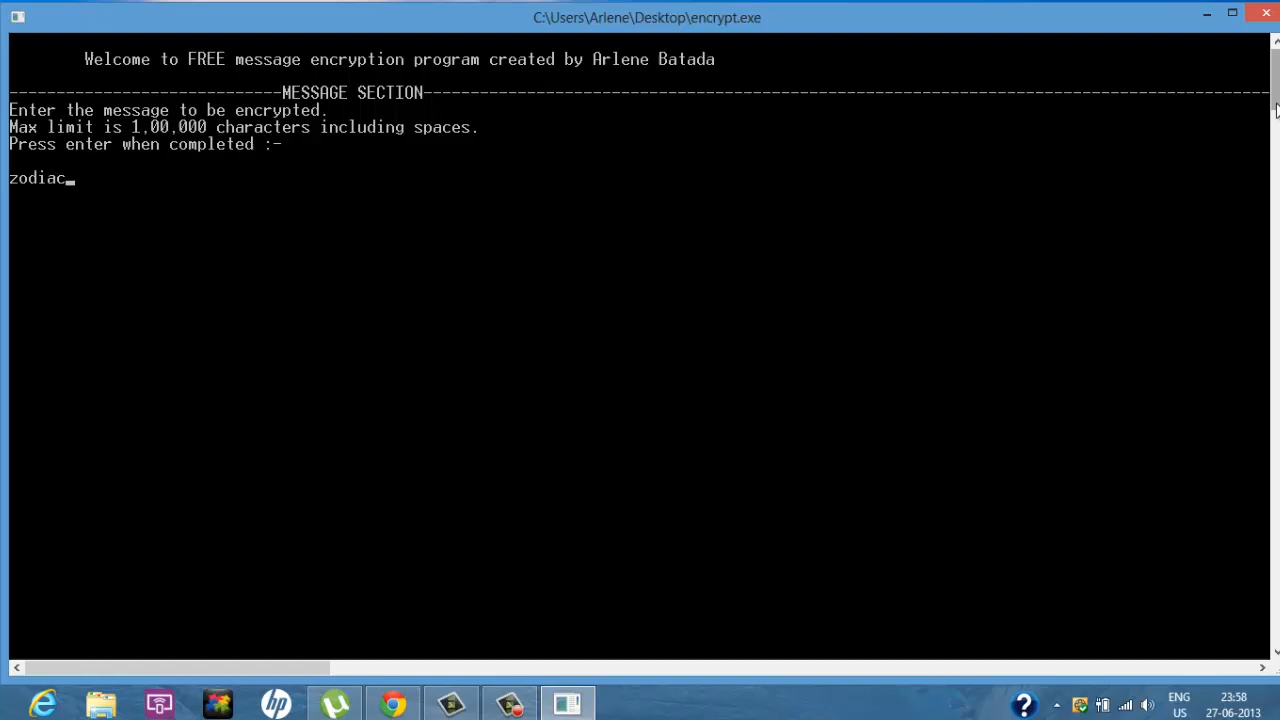 C:\Users\Arlene\Desktop\encrypt.exe
Welcome to FREE message encryption program created by Arlene Batada
----------------------------MESSAGE SECTION------------------------------------------------------------------------------------------
Enter the message to be encrypted.
Max limit is 1,00,000 characters including spaces.
Press enter when completed :-
zodiac_
hp
ENG
US
23:58
27-06-2013